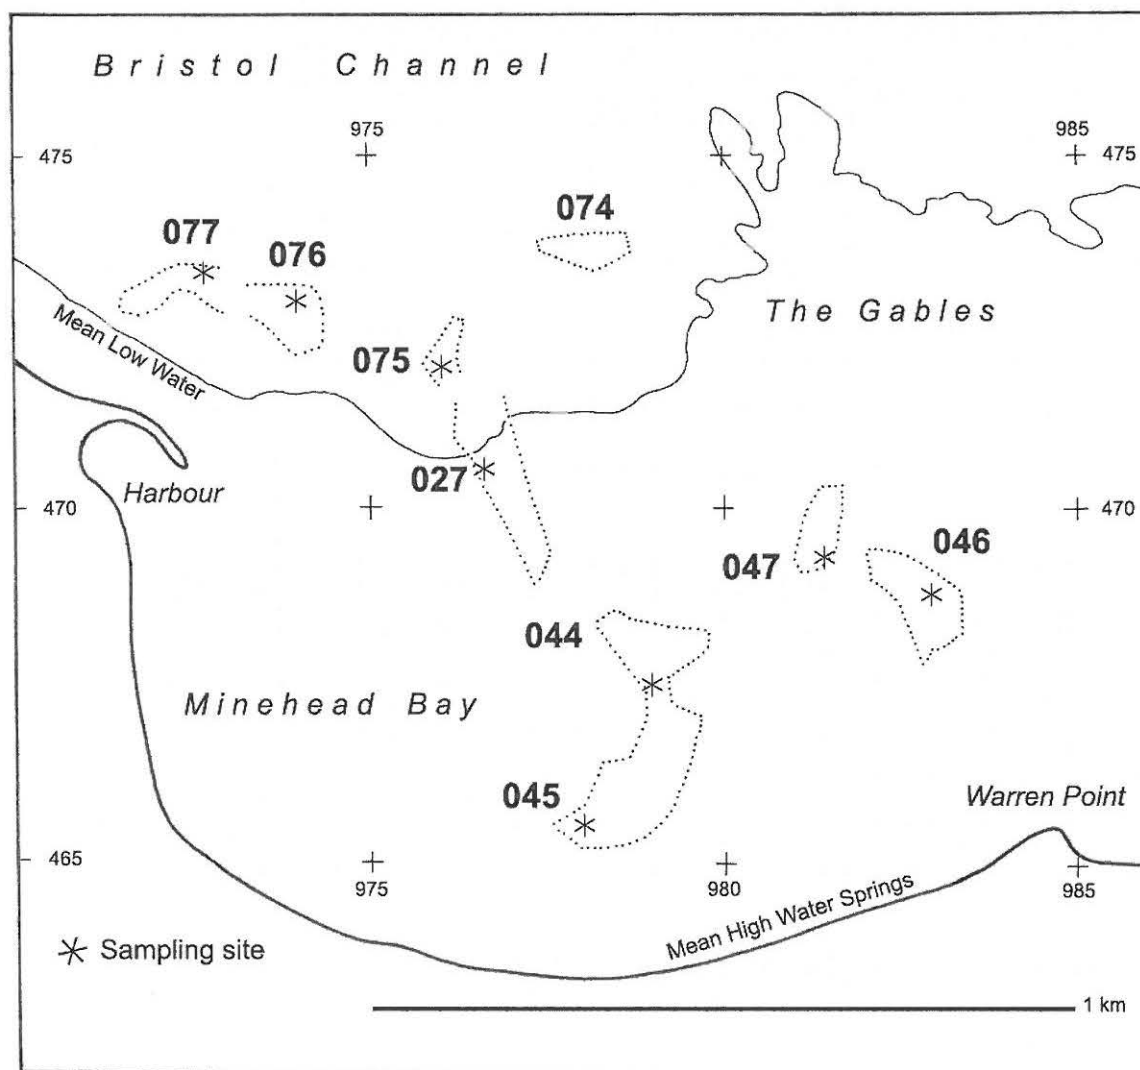 Bristol Channel
975
985
475
475
074
077
076
The Gables
Mean Low Water
075
027
Harbour
470
470
046
047
044
Minehead Bay
045
Warren Point
465
975
980
985
Mean High Water Springs
Sampling site
1 km